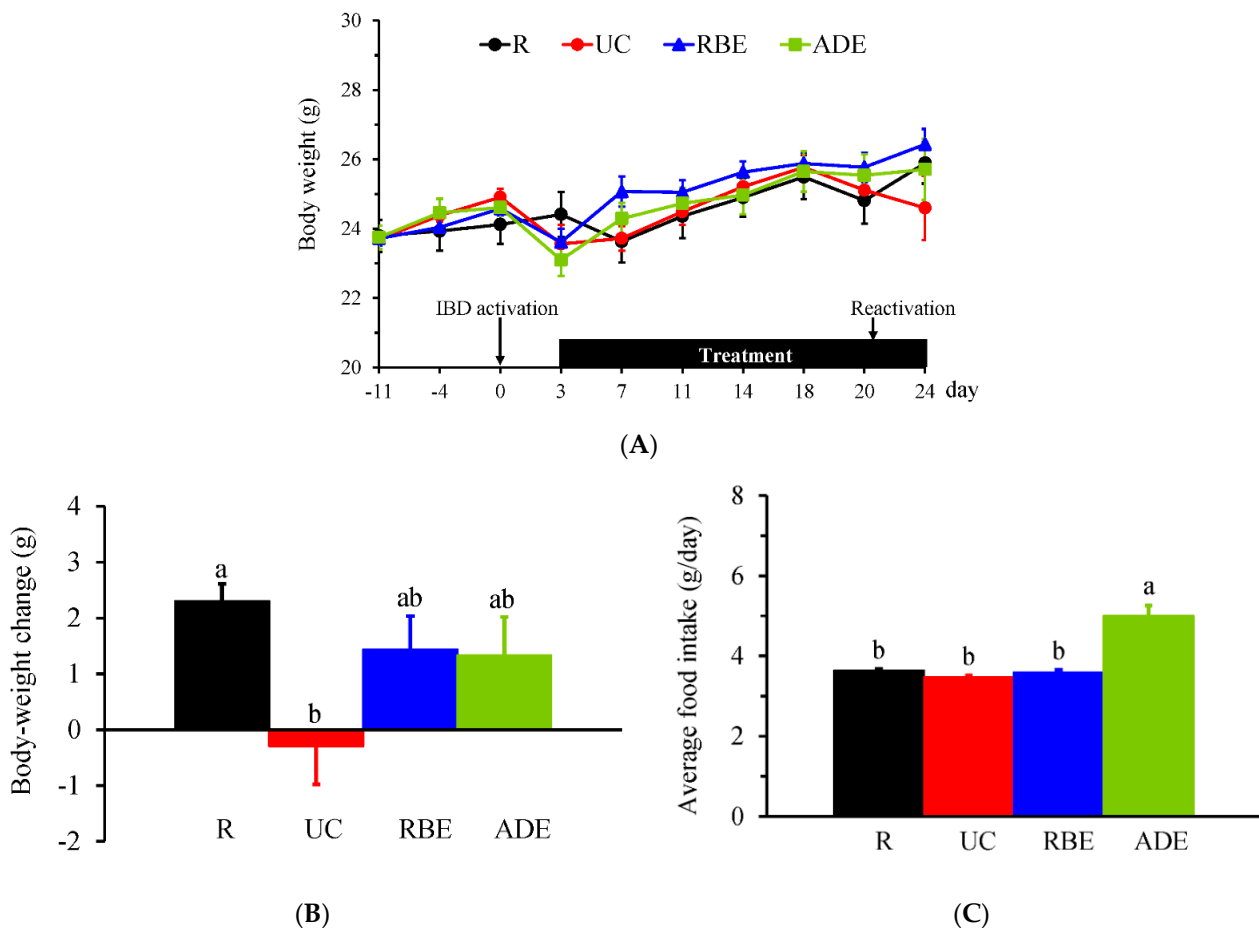 30
28
26
24
22
20
Body weight (g)
R UC RBE ADE
IBD activation
Reactivation
Treatment
-11 -4 0 3 7 11 14 18 20 24 day
(A)
4
3
2
1
0
-1
-2
Body-weight change (g)
a
b
ab
ab
R UC RBE ADE
(B)
8
6
4
2
0
Average food intake (g/day)
b
b
b
a
R UC RBE ADE
(C)